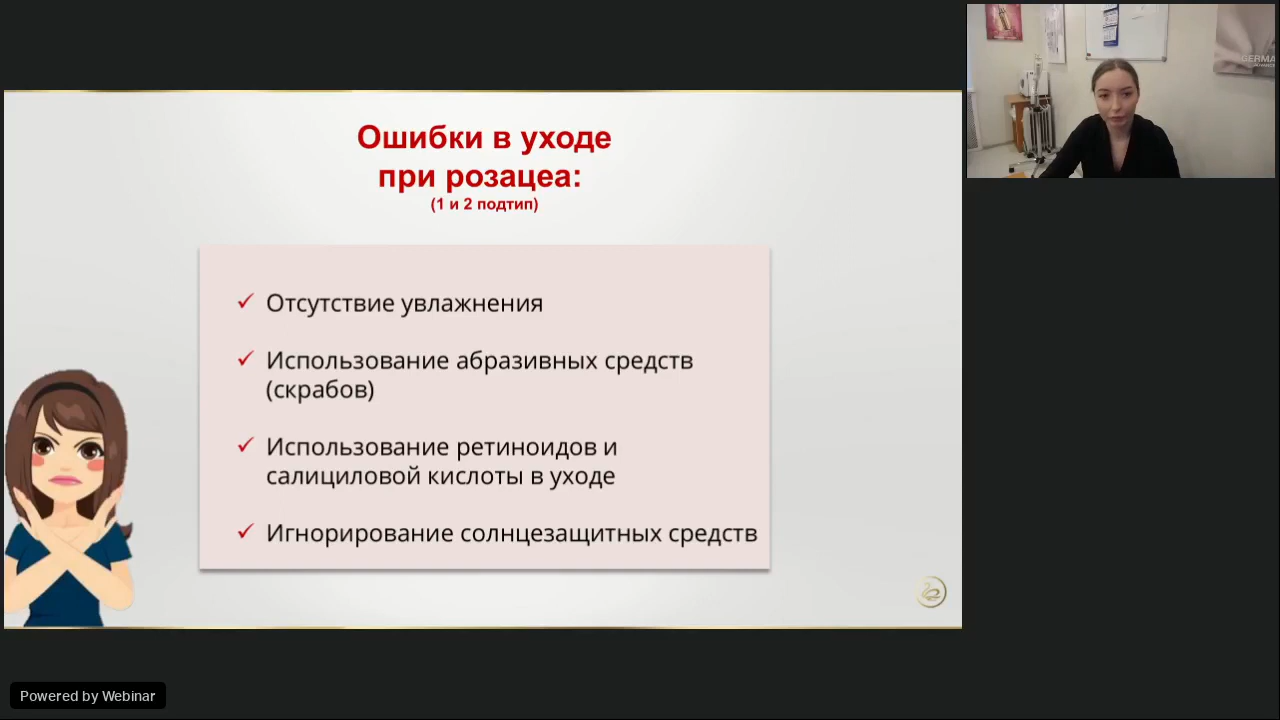 Ошибки в уходе
при розацеа:
(1 и 2 подтип)
Отсутствие увлажнения
Использование абразивных средств
(скрабов)
Использование ретиноидов и
салициловой кислоты в уходе
Игнорирование солнцезащитных средств
Powered by Webinar